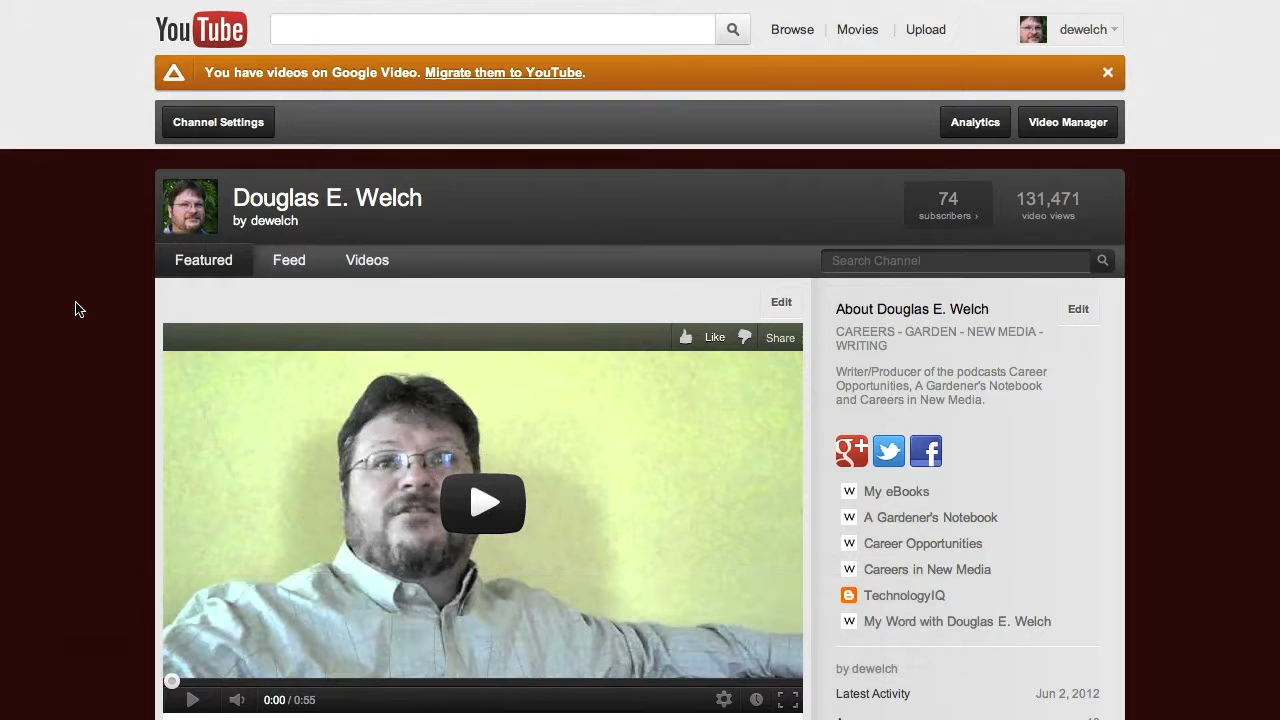 YouTube
Browse | Movies | Upload
dewelch
You have videos on Google Video. Migrate them to YouTube.
Channel Settings
Analytics
Video Manager
Douglas E. Welch
by dewelch
74
subscribers ›
131,471
video views
Featured
Feed
Videos
Search Channel
Edit
Like
Share
0:00 / 0:55
About Douglas E. Welch
Edit
CAREERS - GARDEN - NEW MEDIA -
WRITING
Writer/Producer of the podcasts Career
Opportunities, A Gardener's Notebook
and Careers in New Media.
g+
f
W My eBooks
W A Gardener's Notebook
W Career Opportunities
W Careers in New Media
TechnologyIQ
W My Word with Douglas E. Welch
by dewelch
Latest Activity Jun 2, 2012